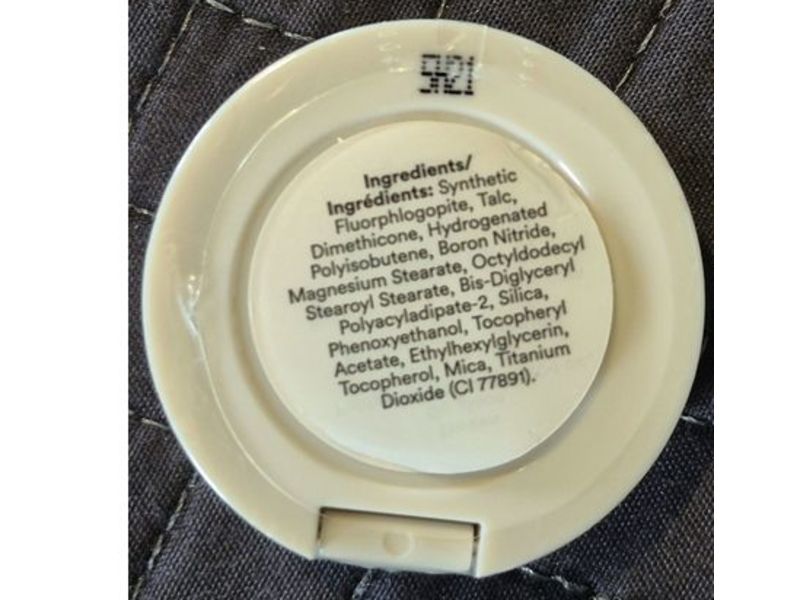 Ingredients/
Ingrédients: Synthetic
Fluorphlogopite, Talc,
Dimethicone, Hydrogenated
Polyisobutene, Boron Nitride,
Magnesium Stearate, Octyldodecyl
Stearoyl Stearate, Bis-Diglyceryl
Polyacyladipate-2, Silica,
Phenoxyethanol, Tocopheryl
Acetate, Ethylhexylglycerin,
Tocopherol, Mica, Titanium
Dioxide (CI 77891).